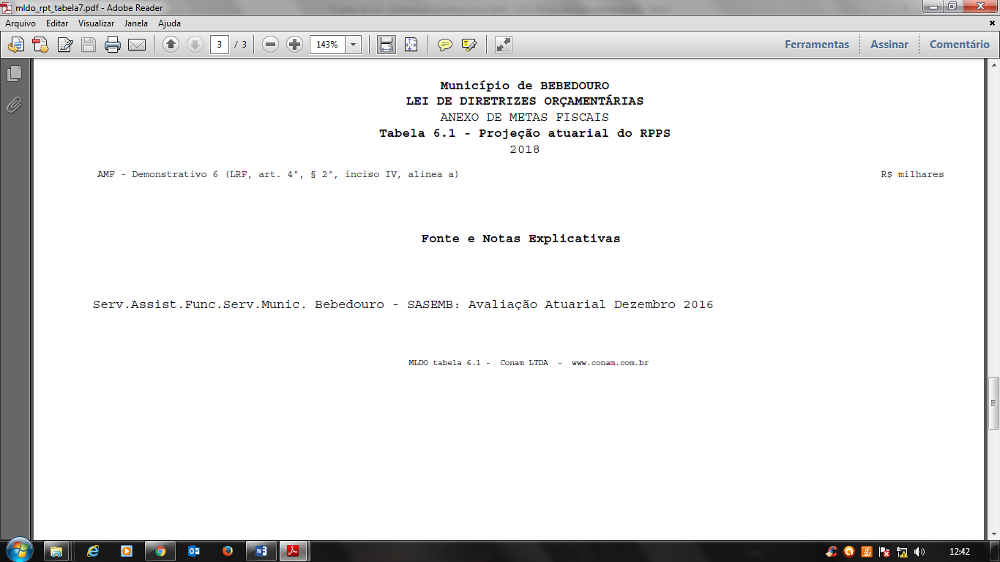 mldo_rpt_tabela7.pdf - Adobe Reader
Arquivo Editar Visualizar Janela Ajuda
3 / 3 143% Ferramentas Assinar Comentário
Município de BEBEDOURO
LEI DE DIRETRIZES ORÇAMENTÁRIAS
ANEXO DE METAS FISCAIS
Tabela 6.1 - Projeção atuarial do RPPS
2018
AMF - Demonstrativo 6 (LRF, art. 4°, § 2°, inciso IV, alinea a) R$ milhares
Fonte e Notas Explicativas
Serv.Assist.Func.Serv.Munic. Bebedouro - SASEMB: Avaliação Atuarial Dezembro 2016
MLDO tabela 6.1 - Conam LTDA - www.conam.com.br
12:42